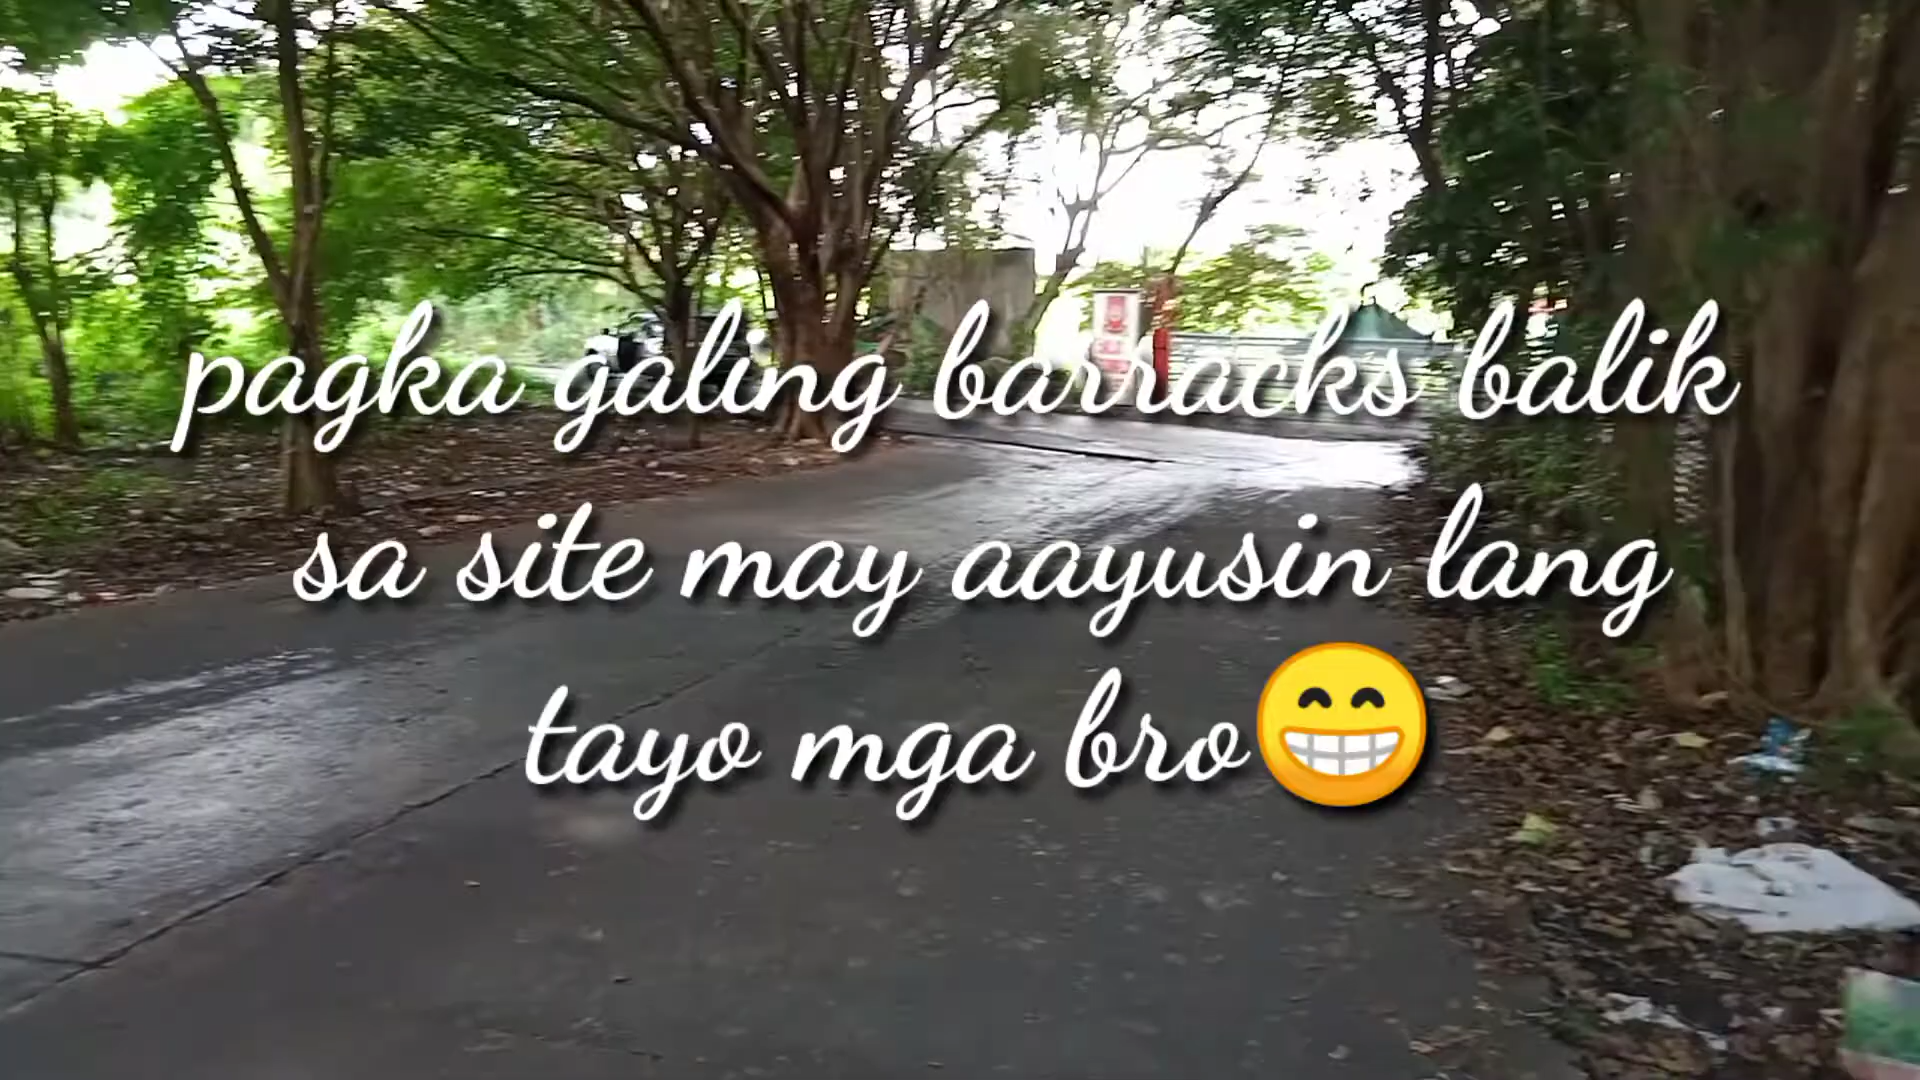 pagka galing barracks balik
sa site may aayusin lang
tayo mga bro😁